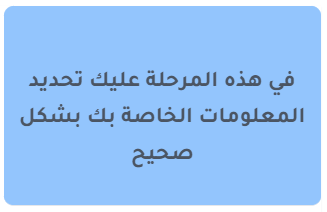 في هذه المرحلة عليك تحديد
المعلومات الخاصة بك بشكل
صحيح